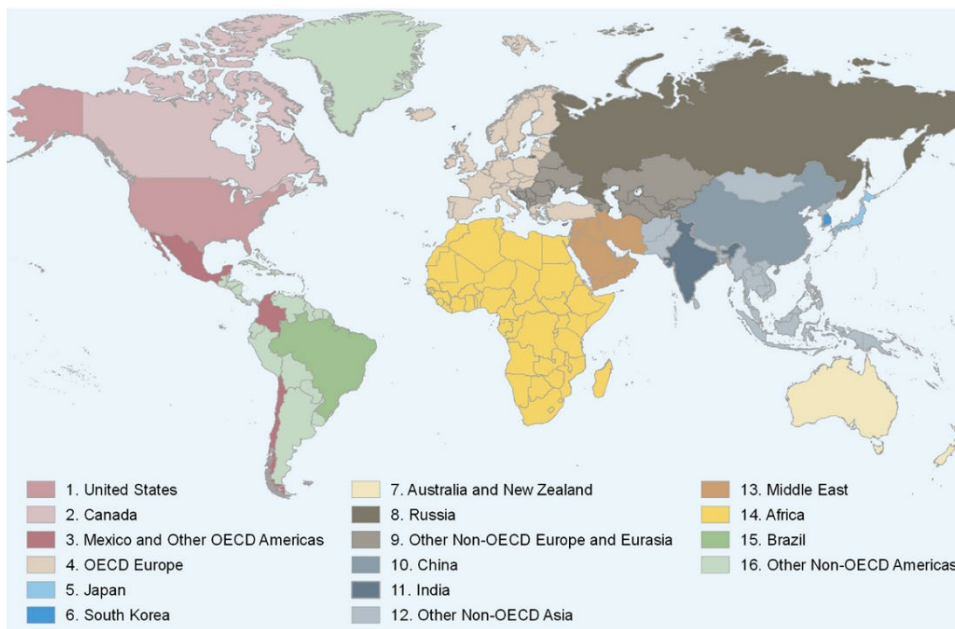 1. United States
2. Canada
3. Mexico and Other OECD Americas
4. OECD Europe
5. Japan
6. South Korea
7. Australia and New Zealand
8. Russia
9. Other Non-OECD Europe and Eurasia
10. China
11. India
12. Other Non-OECD Asia
13. Middle East
14. Africa
15. Brazil
16. Other Non-OECD Americas